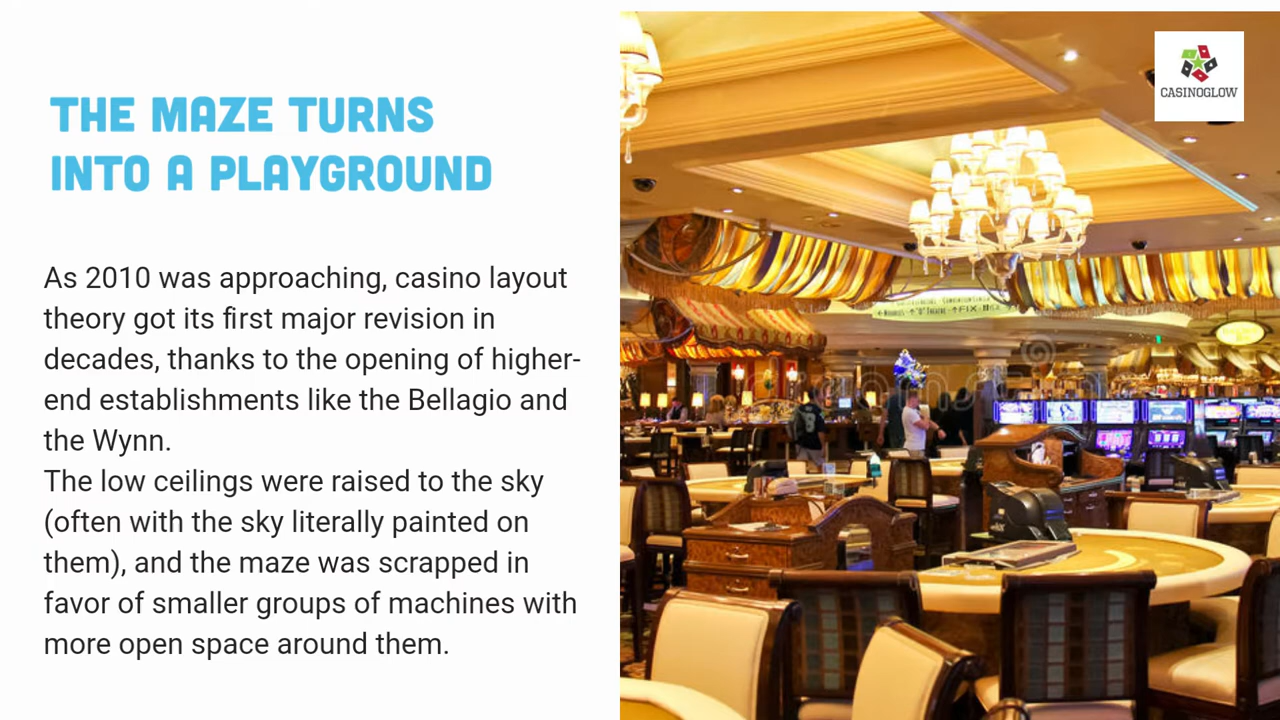 THE MAZE TURNS
INTO A PLAYGROUND
As 2010 was approaching, casino layout
theory got its first major revision in
decades, thanks to the opening of higher-
end establishments like the Bellagio and
the Wynn.
The low ceilings were raised to the sky
(often with the sky literally painted on
them), and the maze was scrapped in
favor of smaller groups of machines with
more open space around them.
CASINOGLOW